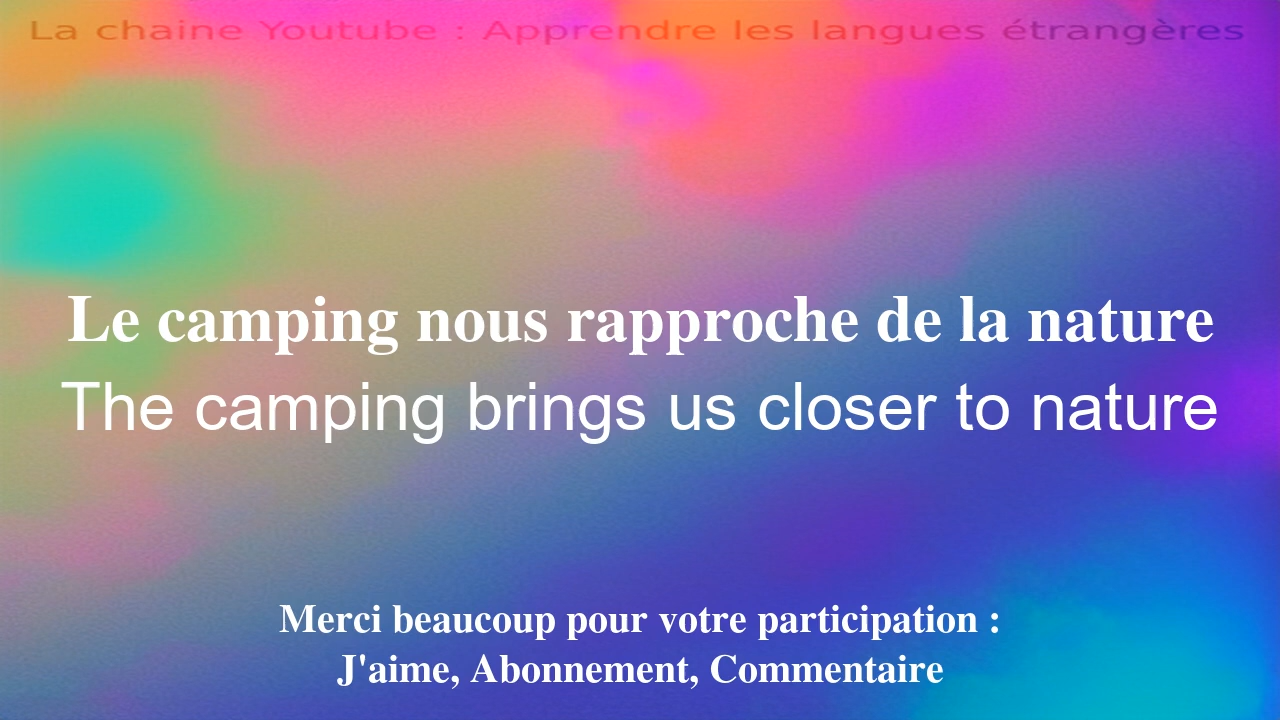 La chaine Youtube : Apprendre les langues étrangères
Le camping nous rapproche de la nature
The camping brings us closer to nature
Merci beaucoup pour votre participation :
J'aime, Abonnement, Commentaire